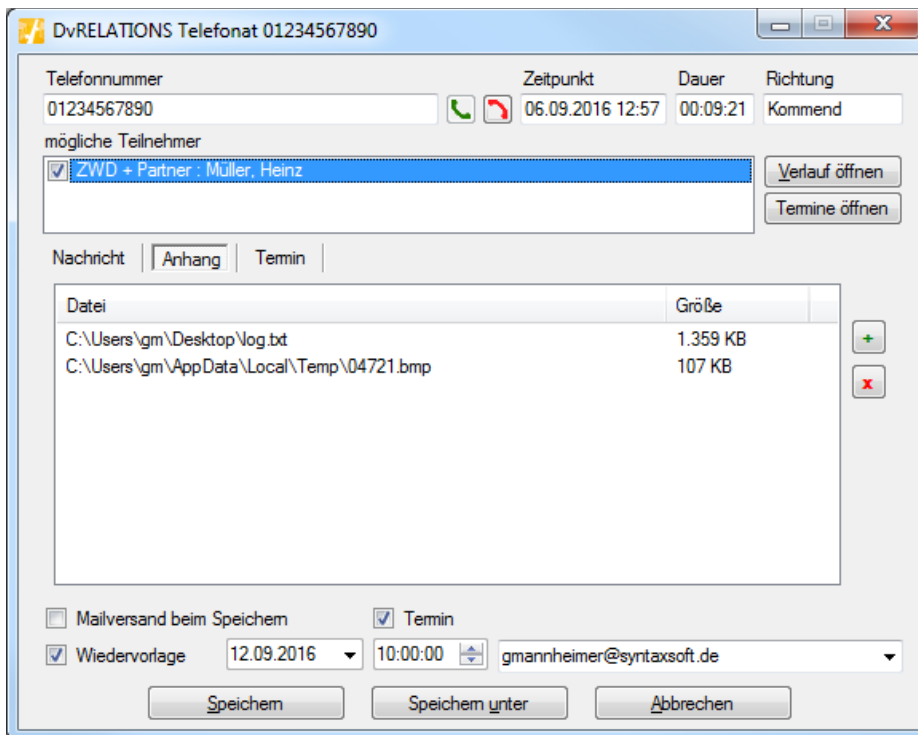 DvRELATIONS Telefonat 01234567890
Telefonnummer Zeitpunkt Dauer Richtung
01234567890 06.09.2016 12:57 00:09:21 Kommend
mögliche Teilnehmer
ZWD + Partner : Müller, Heinz
Verlauf öffnen
Termine öffnen
Nachricht Anhang Termin
Datei Größe
C:\Users\gm\Desktop\log.txt 1.359 KB
C:\Users\gm\AppData\Local\Temp\04721.bmp 107 KB
+
x
Mailversand beim Speichern Termin
Wiedervorlage 12.09.2016 10:00:00 gmannheimer@syntaxsoft.de
Speichern Speichern unter Abbrechen